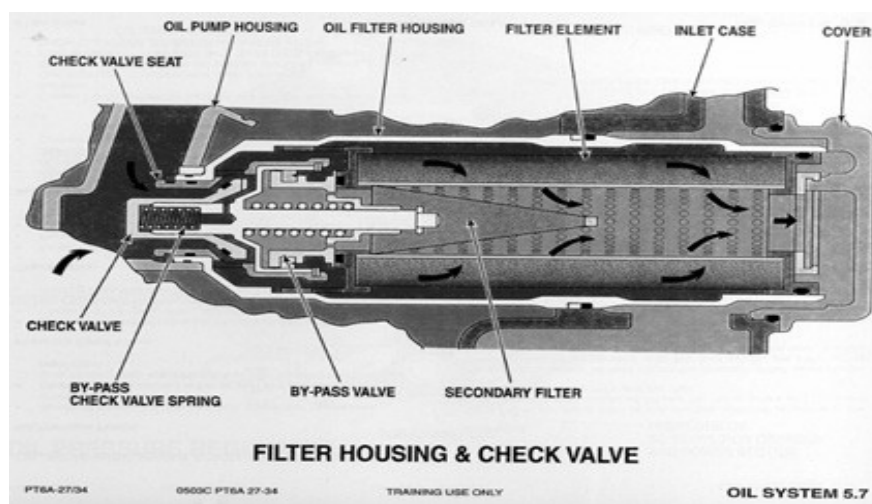 OIL PUMP HOUSING
OIL FILTER HOUSING
FILTER ELEMENT
INLET CASE
COVER
CHECK VALVE SEAT
CHECK VALVE
BY-PASS
CHECK VALVE SPRING
BY-PASS VALVE
SECONDARY FILTER
FILTER HOUSING & CHECK VALVE
PT6A-27/34
0503C PT6A 27-34
TRAINING USE ONLY
OIL SYSTEM 5.7